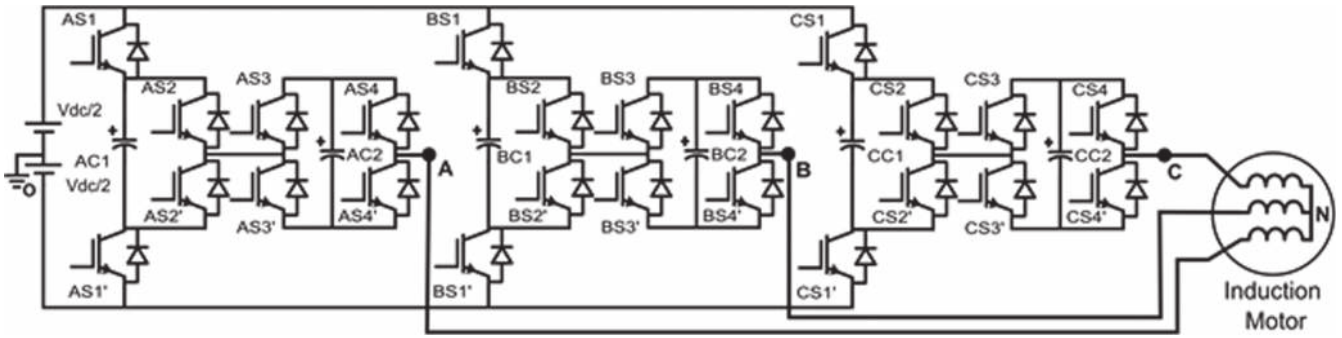 AS1
BS1
CS1
AS2
AS3
AS4
BS2
BS3
BS4
CS2
CS3
CS4
Vdc/2
+
+
+
+
+
+
AC1
AC2
A
BC1
BC2
B
CC1
CC2
C
Vdc/2
O
AS2'
AS3'
AS4'
BS2'
BS3'
BS4'
CS2'
CS3'
CS4'
N
AS1'
BS1'
CS1'
Induction
Motor